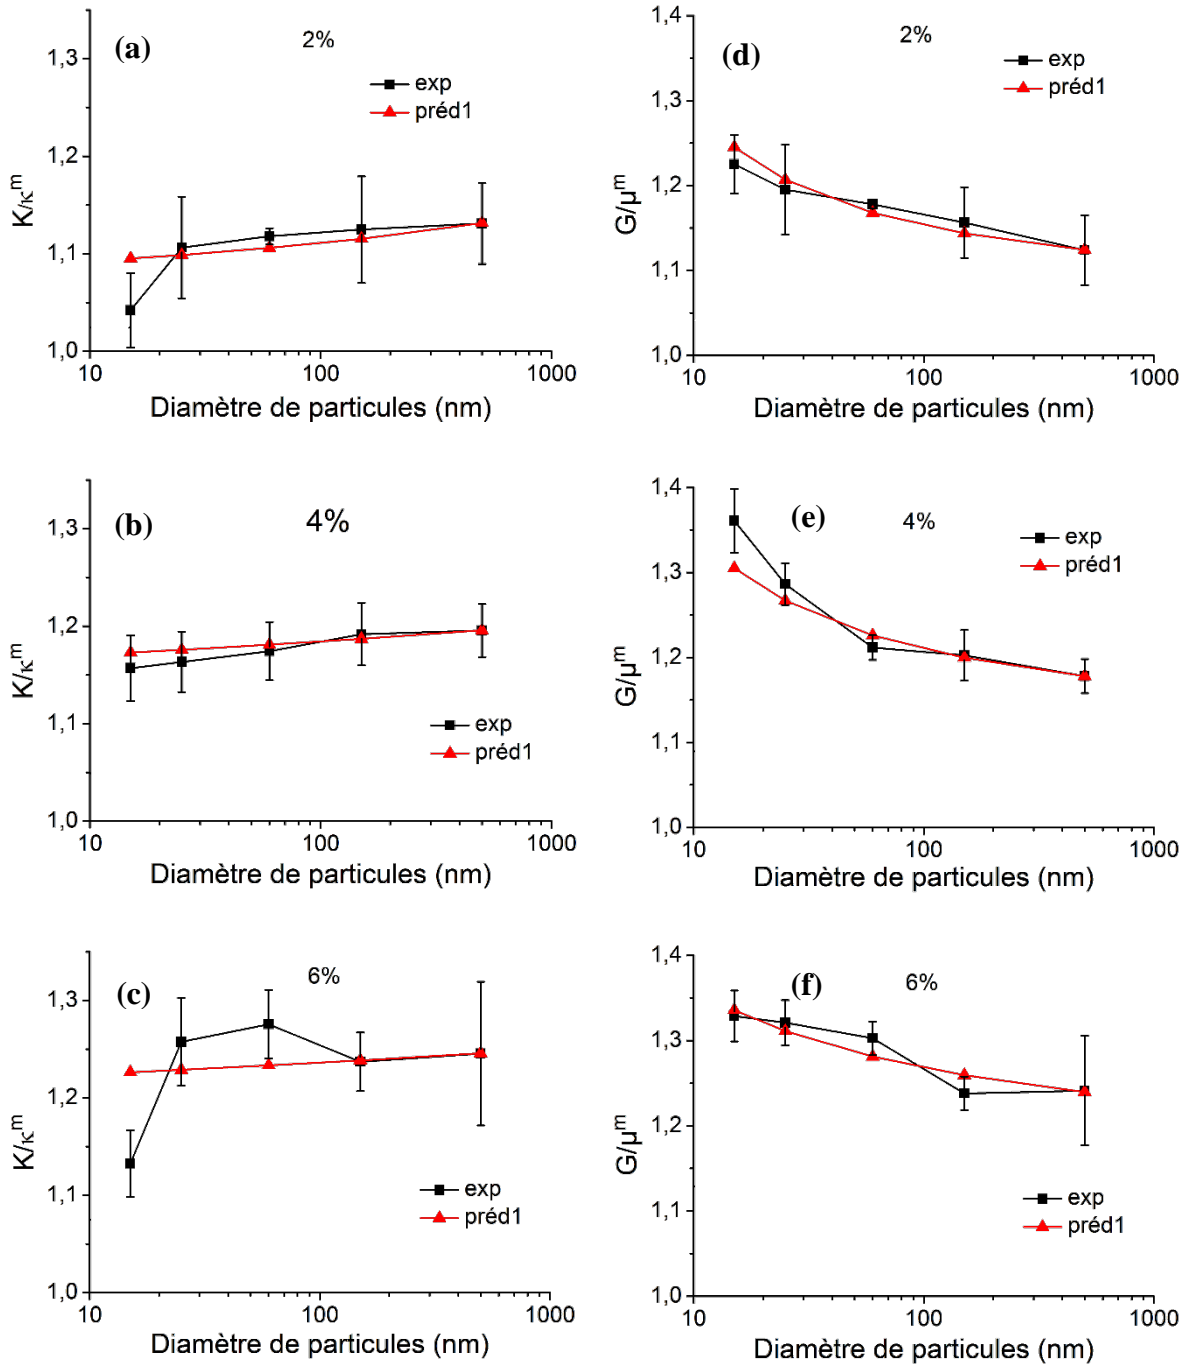 (a)
2%
exp
préd1
1,3
1,2
1,1
1,0
K/κᵐ
10
100
1000
Diamètre de particules (nm)
(d)
2%
exp
préd1
1,4
1,3
1,2
1,1
1,0
G/μᵐ
10
100
1000
Diamètre de particules (nm)
(b)
4%
exp
préd1
1,3
1,2
1,1
1,0
K/κᵐ
10
100
1000
Diamètre de particules (nm)
(e)
4%
exp
préd1
1,4
1,3
1,2
1,1
1,0
G/μᵐ
10
100
1000
Diamètre de particules (nm)
(c)
6%
exp
préd1
1,3
1,2
1,1
1,0
K/κᵐ
10
100
1000
Diamètre de particules (nm)
(f)
6%
exp
préd1
1,4
1,3
1,2
1,1
1,0
G/μᵐ
10
100
1000
Diamètre de particules (nm)